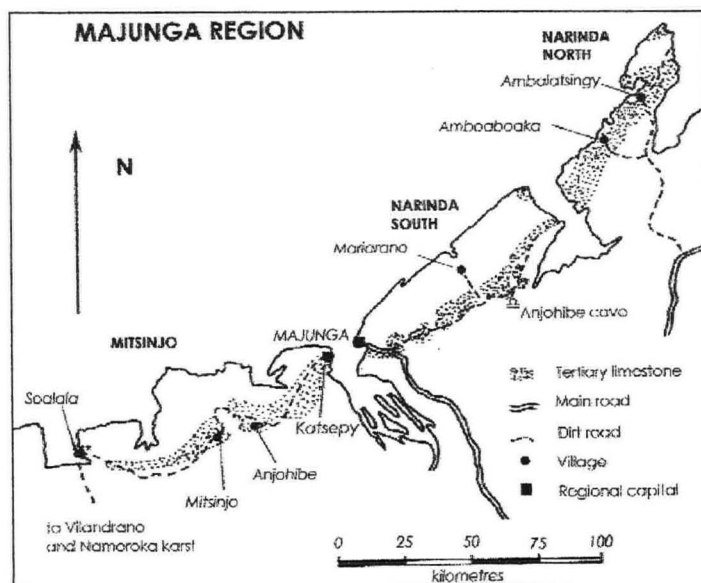 MAJUNGA REGION
NARINDA
NORTH
Ambalatsingy
Amboaboaka
N
NARINDA
SOUTH
Mariarano
Anjohibe cave
MAJUNGA
MITSINJO
Soalala
Katsepy
Anjohibe
Mitsinjo
to Vilandrano
and Namoroka karst
Tertiary limestone
Main road
Dirt road
Village
Regional capital
0 25 50 75 100
kilometres